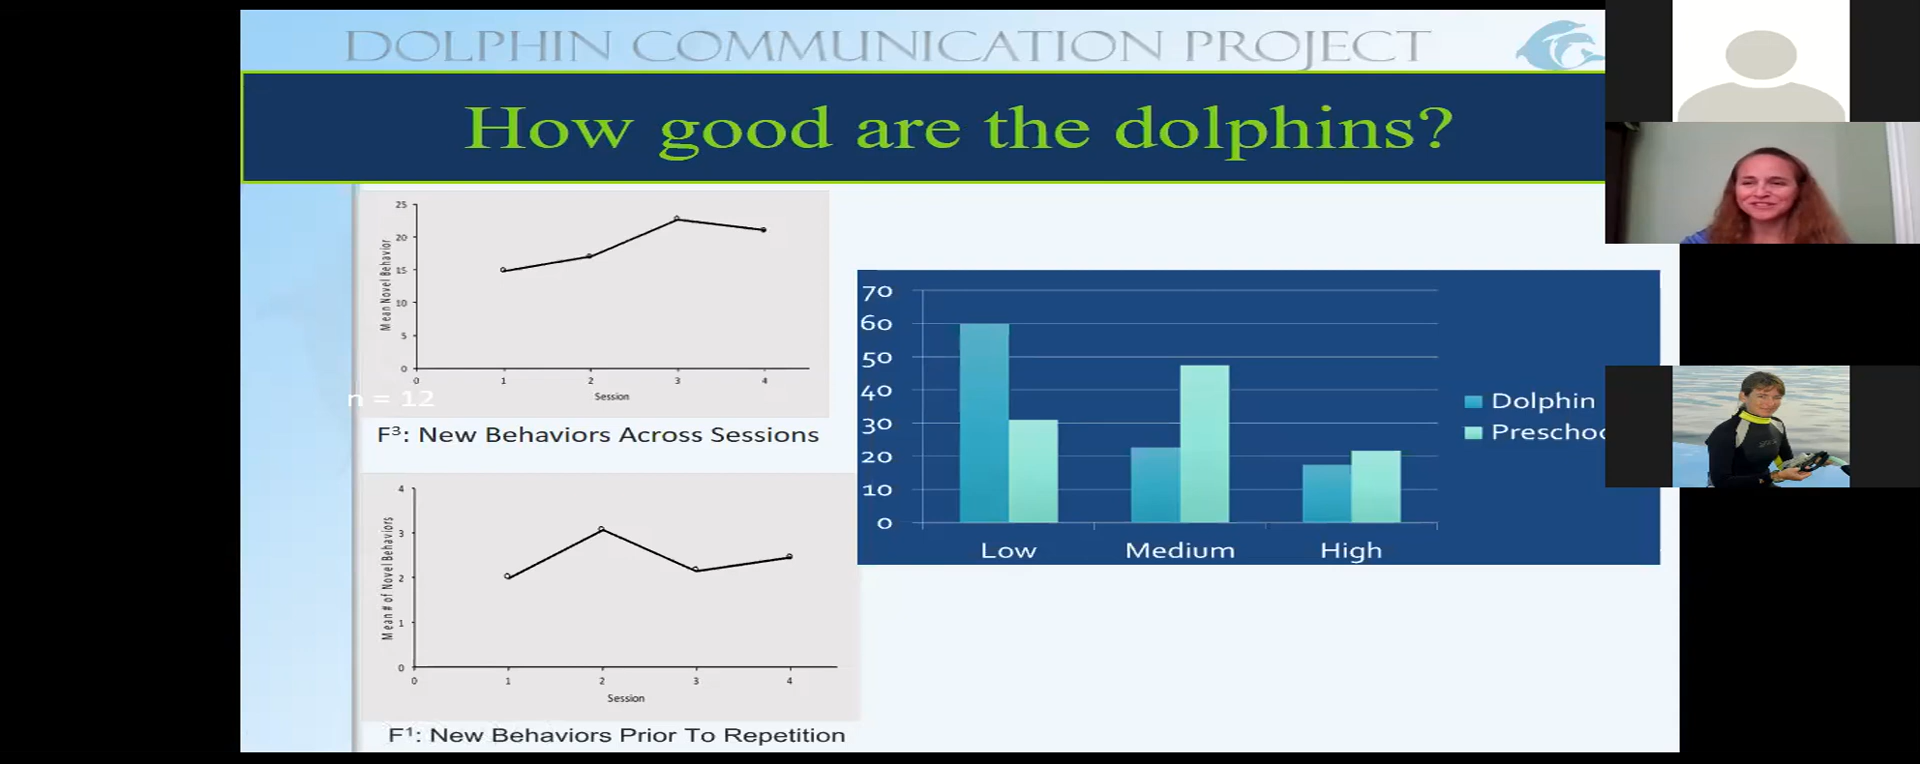 DOLPHIN COMMUNICATION PROJECT
How good are the dolphins?
25
20
15
10
5
0
Mean Novel Behavior
0 1 2 3 4
Session
n = 12
F³: New Behaviors Across Sessions
4
3
2
1
0
Mean # of Novel Behaviors
0 1 2 3 4
Session
F¹: New Behaviors Prior To Repetition
70
60
50
40
30
20
10
0
Low Medium High
Dolphin
Preschoo